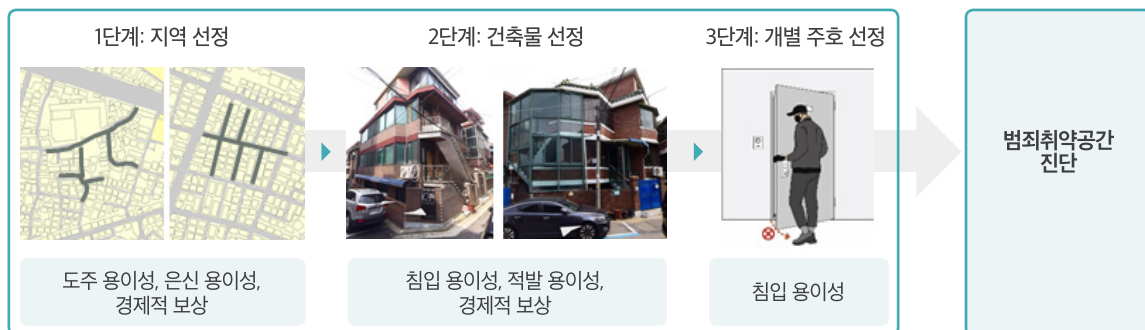 1단계: 지역 선정
2단계: 건축물 선정
3단계: 개별 주호 선정
도주 용이성, 은신 용이성,
경제적 보상
침입 용이성, 적발 용이성,
경제적 보상
침입 용이성
범죄취약공간
진단